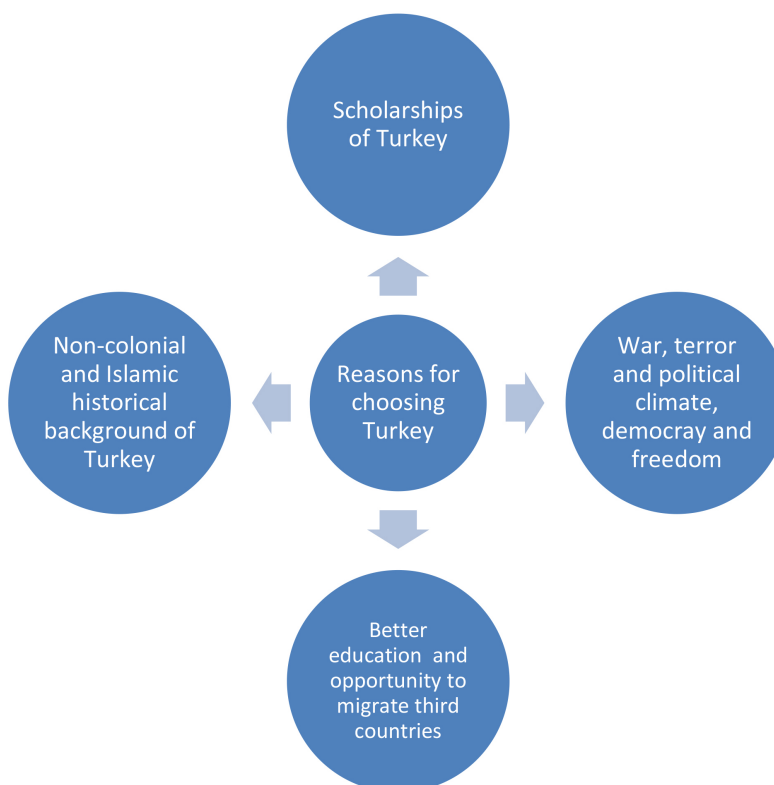 Scholarships
of Turkey
Non-colonial
and Islamic
historical
background of
Turkey
Reasons for
choosing
Turkey
War, terror
and political
climate,
democray and
freedom
Better
education and
opportunity to
migrate third
countries